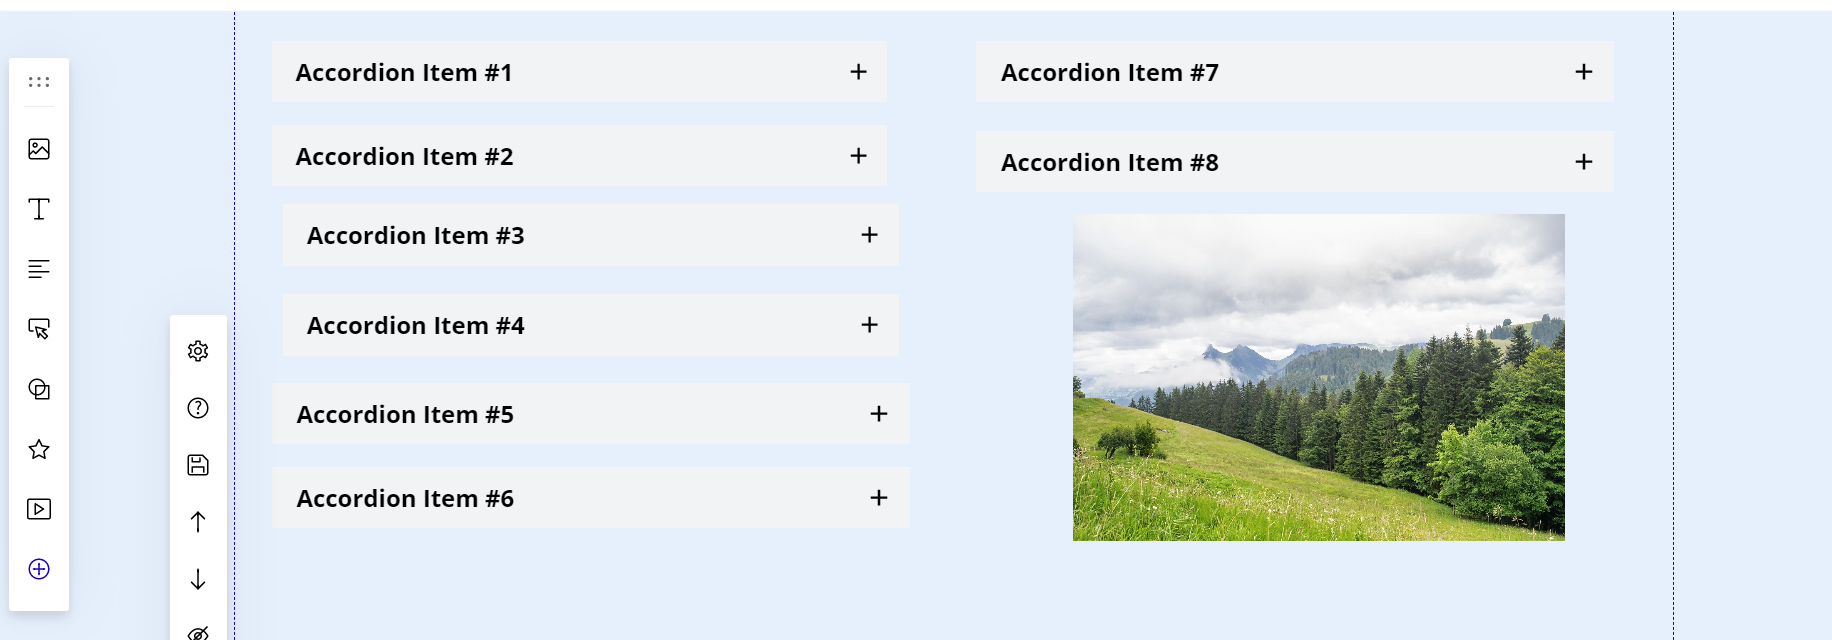 Accordion Item #1
Accordion Item #2
Accordion Item #3
Accordion Item #4
Accordion Item #5
Accordion Item #6
Accordion Item #7
Accordion Item #8